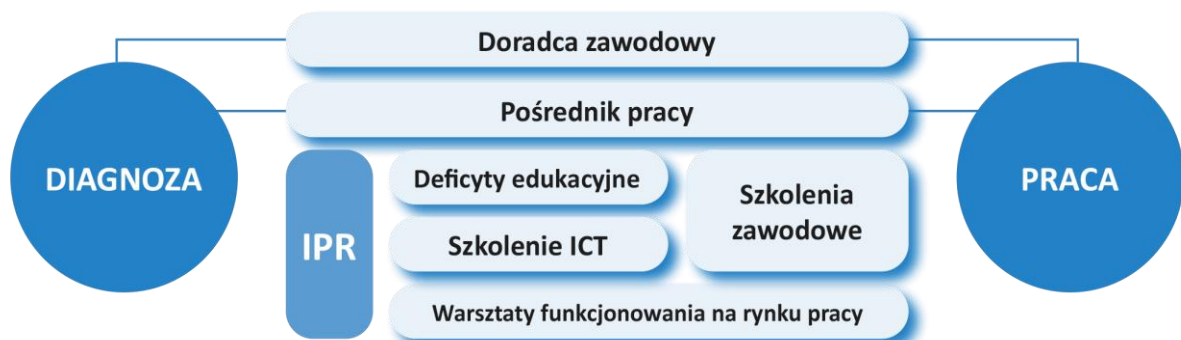 Doradca zawodowy
Pośrednik pracy
DIAGNOZA
IPR
Deficyty edukacyjne
Szkolenie ICT
Szkolenia
zawodowe
Warsztaty funkcjonowania na rynku pracy
PRACA